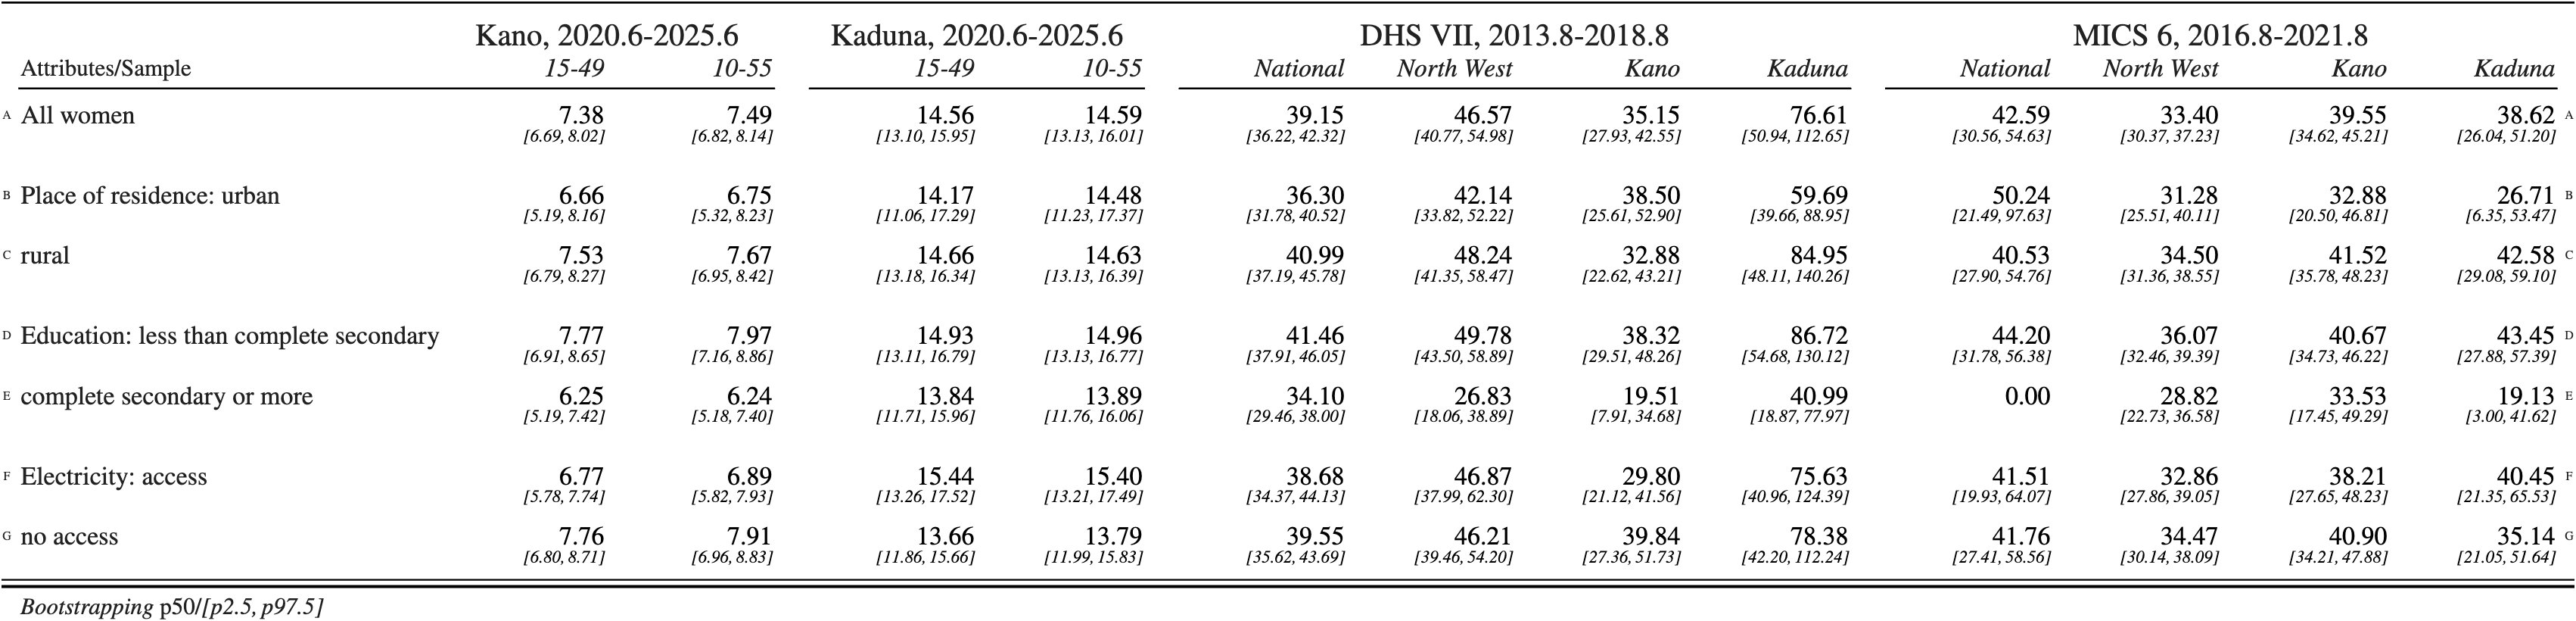 Kano, 2020.6-2025.6 Kaduna, 2020.6-2025.6 DHS VII, 2013.8-2018.8 MICS 6, 2016.8-2021.8
Attributes/Sample 15-49 10-55 15-49 10-55 National North West Kano Kaduna National North West Kano Kaduna
A All women 7.38 7.49 14.56 14.59 39.15 46.57 35.15 76.61 42.59 33.40 39.55 38.62 A
[6.69, 8.02] [6.82, 8.14] [13.10, 15.95] [13.13, 16.01] [36.22, 42.32] [40.77, 54.98] [27.93, 42.55] [50.94, 112.65] [30.56, 54.63] [30.37, 37.23] [34.62, 45.21] [26.04, 51.20]
B Place of residence: urban 6.66 6.75 14.17 14.48 36.30 42.14 38.50 59.69 50.24 31.28 32.88 26.71 B
[5.19, 8.16] [5.32, 8.23] [11.06, 17.29] [11.23, 17.37] [31.78, 40.52] [33.82, 52.22] [25.61, 52.90] [39.66, 88.95] [21.49, 97.63] [25.51, 40.11] [20.50, 46.81] [6.35, 53.47]
C rural 7.53 7.67 14.66 14.63 40.99 48.24 32.88 84.95 40.53 34.50 41.52 42.58 C
[6.79, 8.27] [6.95, 8.42] [13.18, 16.34] [13.13, 16.39] [37.19, 45.78] [41.35, 58.47] [22.62, 43.21] [48.11, 140.26] [27.90, 54.76] [31.36, 38.55] [35.78, 48.23] [29.08, 59.10]
D Education: less than complete secondary 7.77 7.97 14.93 14.96 41.46 49.78 38.32 86.72 44.20 36.07 40.67 43.45 D
[6.91, 8.65] [7.16, 8.86] [13.11, 16.79] [13.13, 16.77] [37.91, 46.05] [43.50, 58.89] [29.51, 48.26] [54.68, 130.12] [31.78, 56.38] [32.46, 39.39] [34.73, 46.22] [27.88, 57.39]
E complete secondary or more 6.25 6.24 13.84 13.89 34.10 26.83 19.51 40.99 0.00 28.82 33.53 19.13 E
[5.19, 7.42] [5.18, 7.40] [11.71, 15.96] [11.76, 16.06] [29.46, 38.00] [18.06, 38.89] [7.91, 34.68] [18.87, 77.97] [22.73, 36.58] [17.45, 49.29] [3.00, 41.62]
F Electricity: access 6.77 6.89 15.44 15.40 38.68 46.87 29.80 75.63 41.51 32.86 38.21 40.45 F
[5.78, 7.74] [5.82, 7.93] [13.26, 17.52] [13.21, 17.49] [34.37, 44.13] [37.99, 62.30] [21.12, 41.56] [40.96, 124.39] [19.93, 64.07] [27.86, 39.05] [27.65, 48.23] [21.35, 65.53]
G no access 7.76 7.91 13.66 13.79 39.55 46.21 39.84 78.38 41.76 34.47 40.90 35.14 G
[6.80, 8.71] [6.96, 8.83] [11.86, 15.66] [11.99, 15.83] [35.62, 43.69] [39.46, 54.20] [27.36, 51.73] [42.20, 112.24] [27.41, 58.56] [30.14, 38.09] [34.21, 47.88] [21.05, 51.64]
Bootstrapping p50/[p2.5, p97.5]